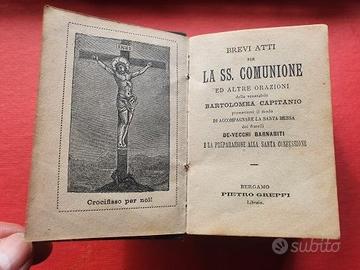 INRI
Crocifisso per noi!
BREVI ATTI
PER
LA SS. COMUNIONE
ED ALTRE ORAZIONI
della venerabile
BARTOLOMEA CAPITANIO
premessovi il modo
DI ACCOMPAGNARE LA SANTA MESSA
dei fratelli
DE-VECCHI BARNABITI
E LA PREPARAZIONE ALLA SANTA CONFESSIONE
BERGAMO
PIETRO GREPPI
Libraio.
subito